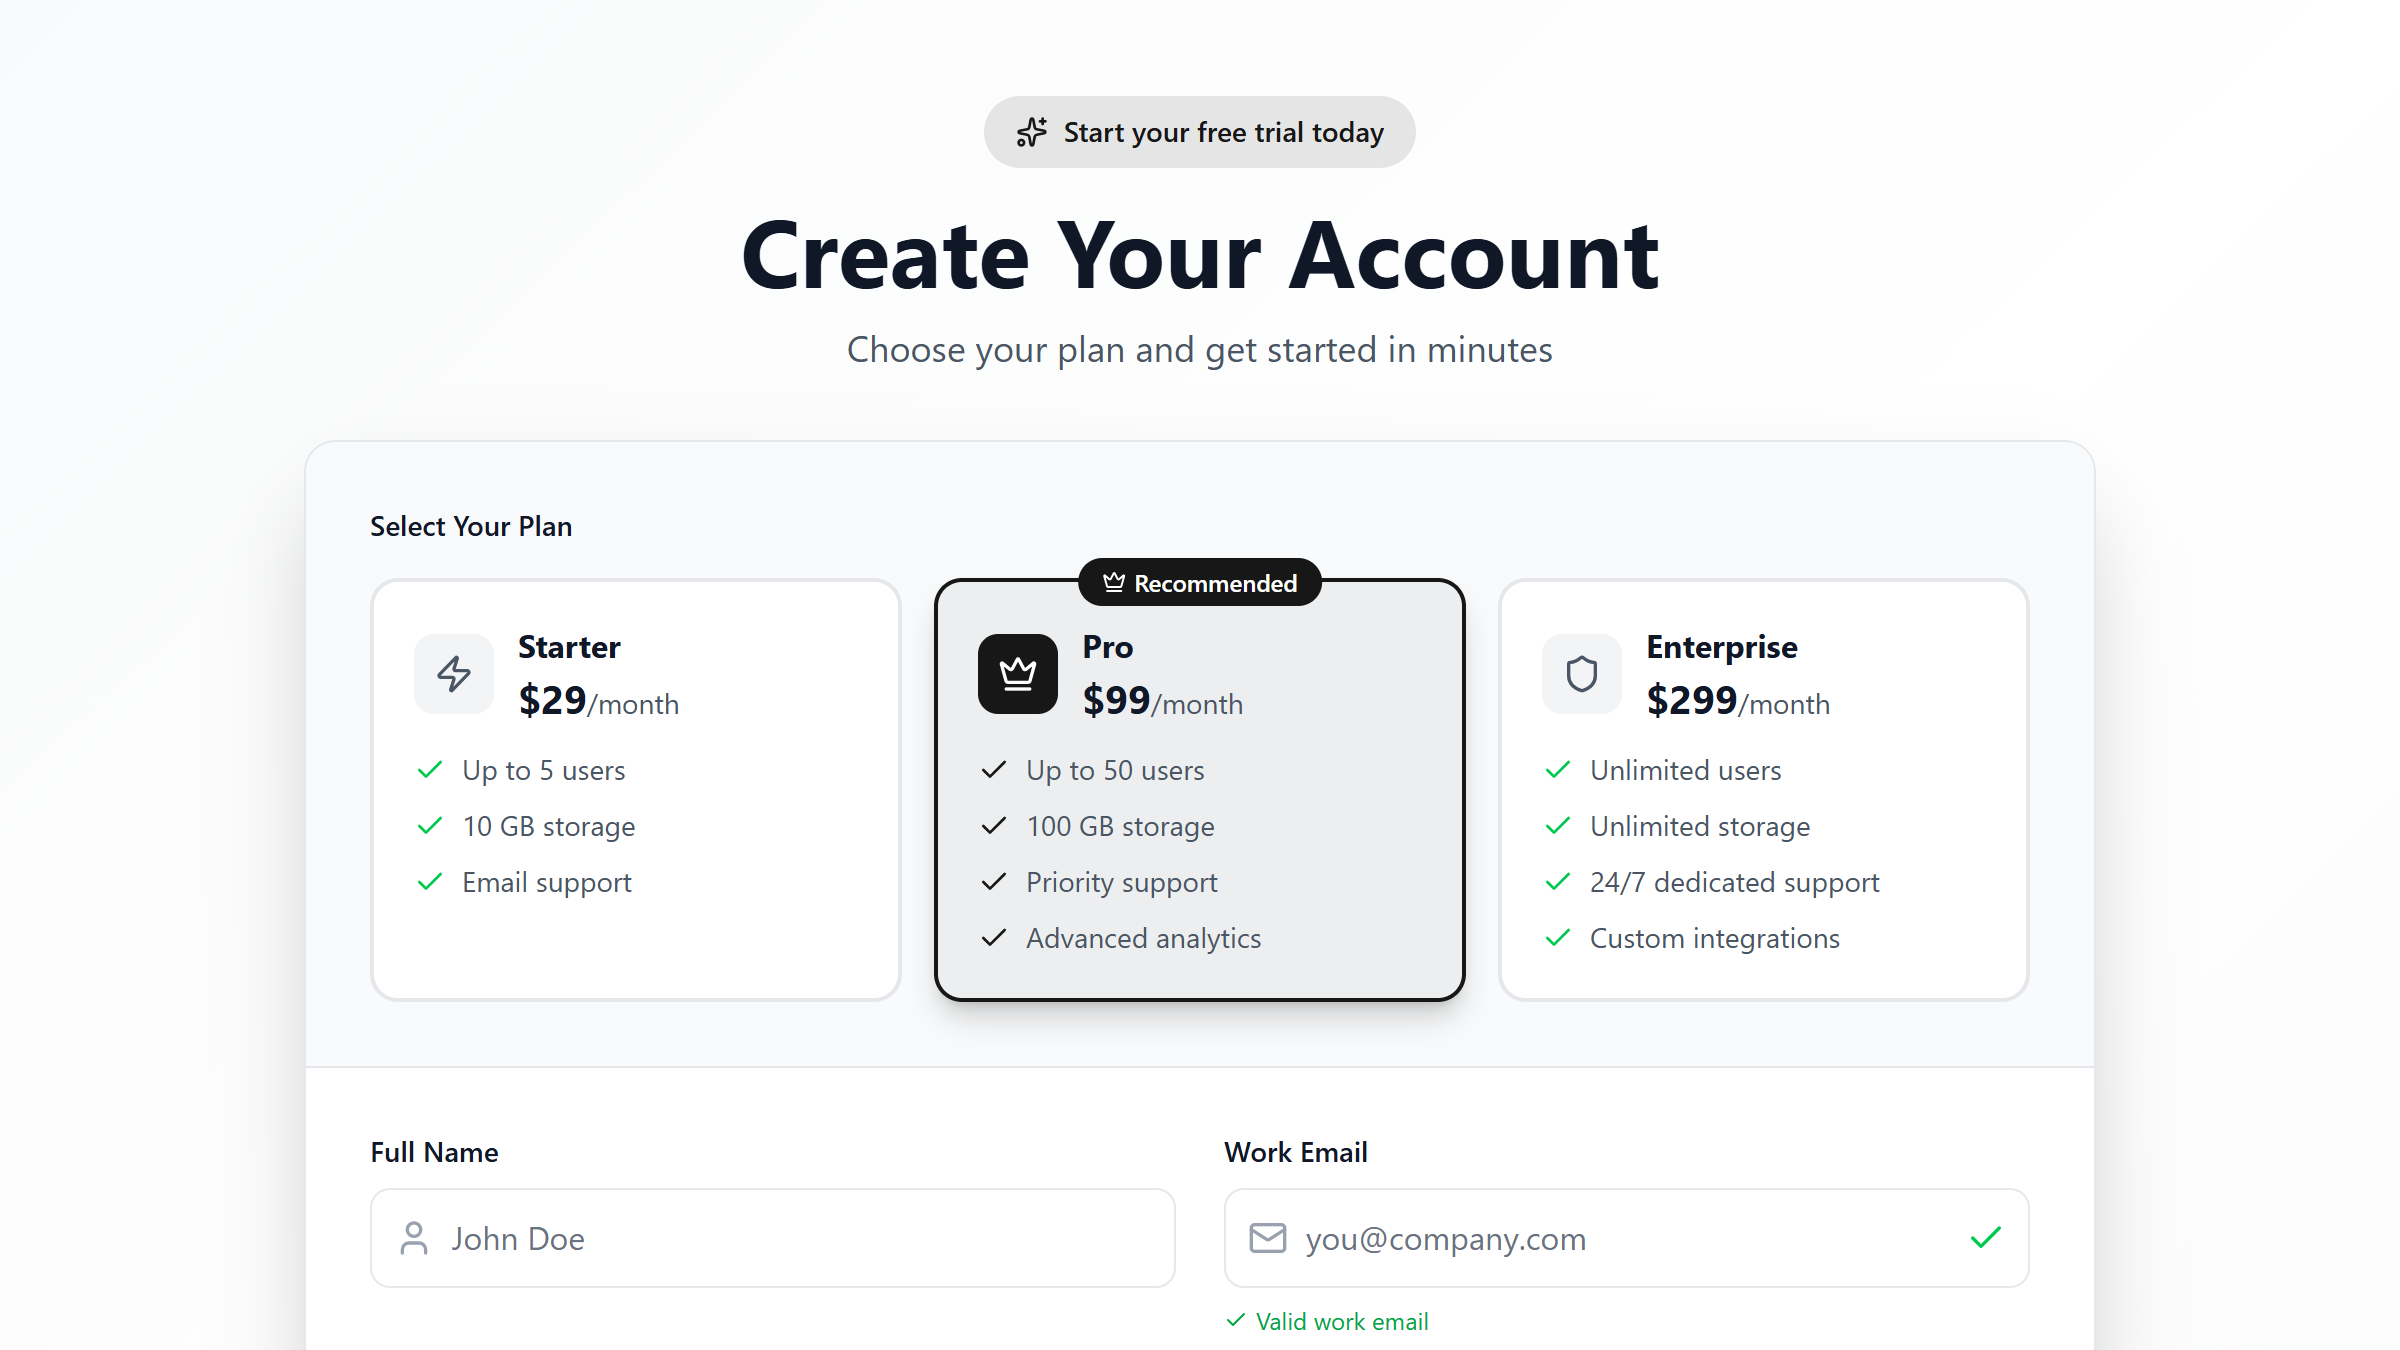 Start your free trial today
Create Your Account
Choose your plan and get started in minutes
Select Your Plan
Starter
$29/month
Up to 5 users
10 GB storage
Email support
Recommended
Pro
$99/month
Up to 50 users
100 GB storage
Priority support
Advanced analytics
Enterprise
$299/month
Unlimited users
Unlimited storage
24/7 dedicated support
Custom integrations
Full Name
John Doe
Work Email
you@company.com
Valid work email